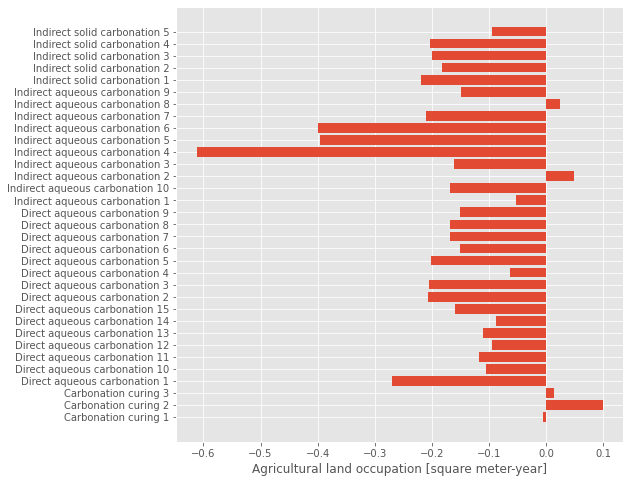 Indirect solid carbonation 5
Indirect solid carbonation 4
Indirect solid carbonation 3
Indirect solid carbonation 2
Indirect solid carbonation 1
Indirect aqueous carbonation 9
Indirect aqueous carbonation 8
Indirect aqueous carbonation 7
Indirect aqueous carbonation 6
Indirect aqueous carbonation 5
Indirect aqueous carbonation 4
Indirect aqueous carbonation 3
Indirect aqueous carbonation 2
Indirect aqueous carbonation 10
Indirect aqueous carbonation 1
Direct aqueous carbonation 9
Direct aqueous carbonation 8
Direct aqueous carbonation 7
Direct aqueous carbonation 6
Direct aqueous carbonation 5
Direct aqueous carbonation 4
Direct aqueous carbonation 3
Direct aqueous carbonation 2
Direct aqueous carbonation 15
Direct aqueous carbonation 14
Direct aqueous carbonation 13
Direct aqueous carbonation 12
Direct aqueous carbonation 11
Direct aqueous carbonation 10
Direct aqueous carbonation 1
Carbonation curing 3
Carbonation curing 2
Carbonation curing 1
−0.6 −0.5 −0.4 −0.3 −0.2 −0.1 0.0 0.1
Agricultural land occupation [square meter-year]